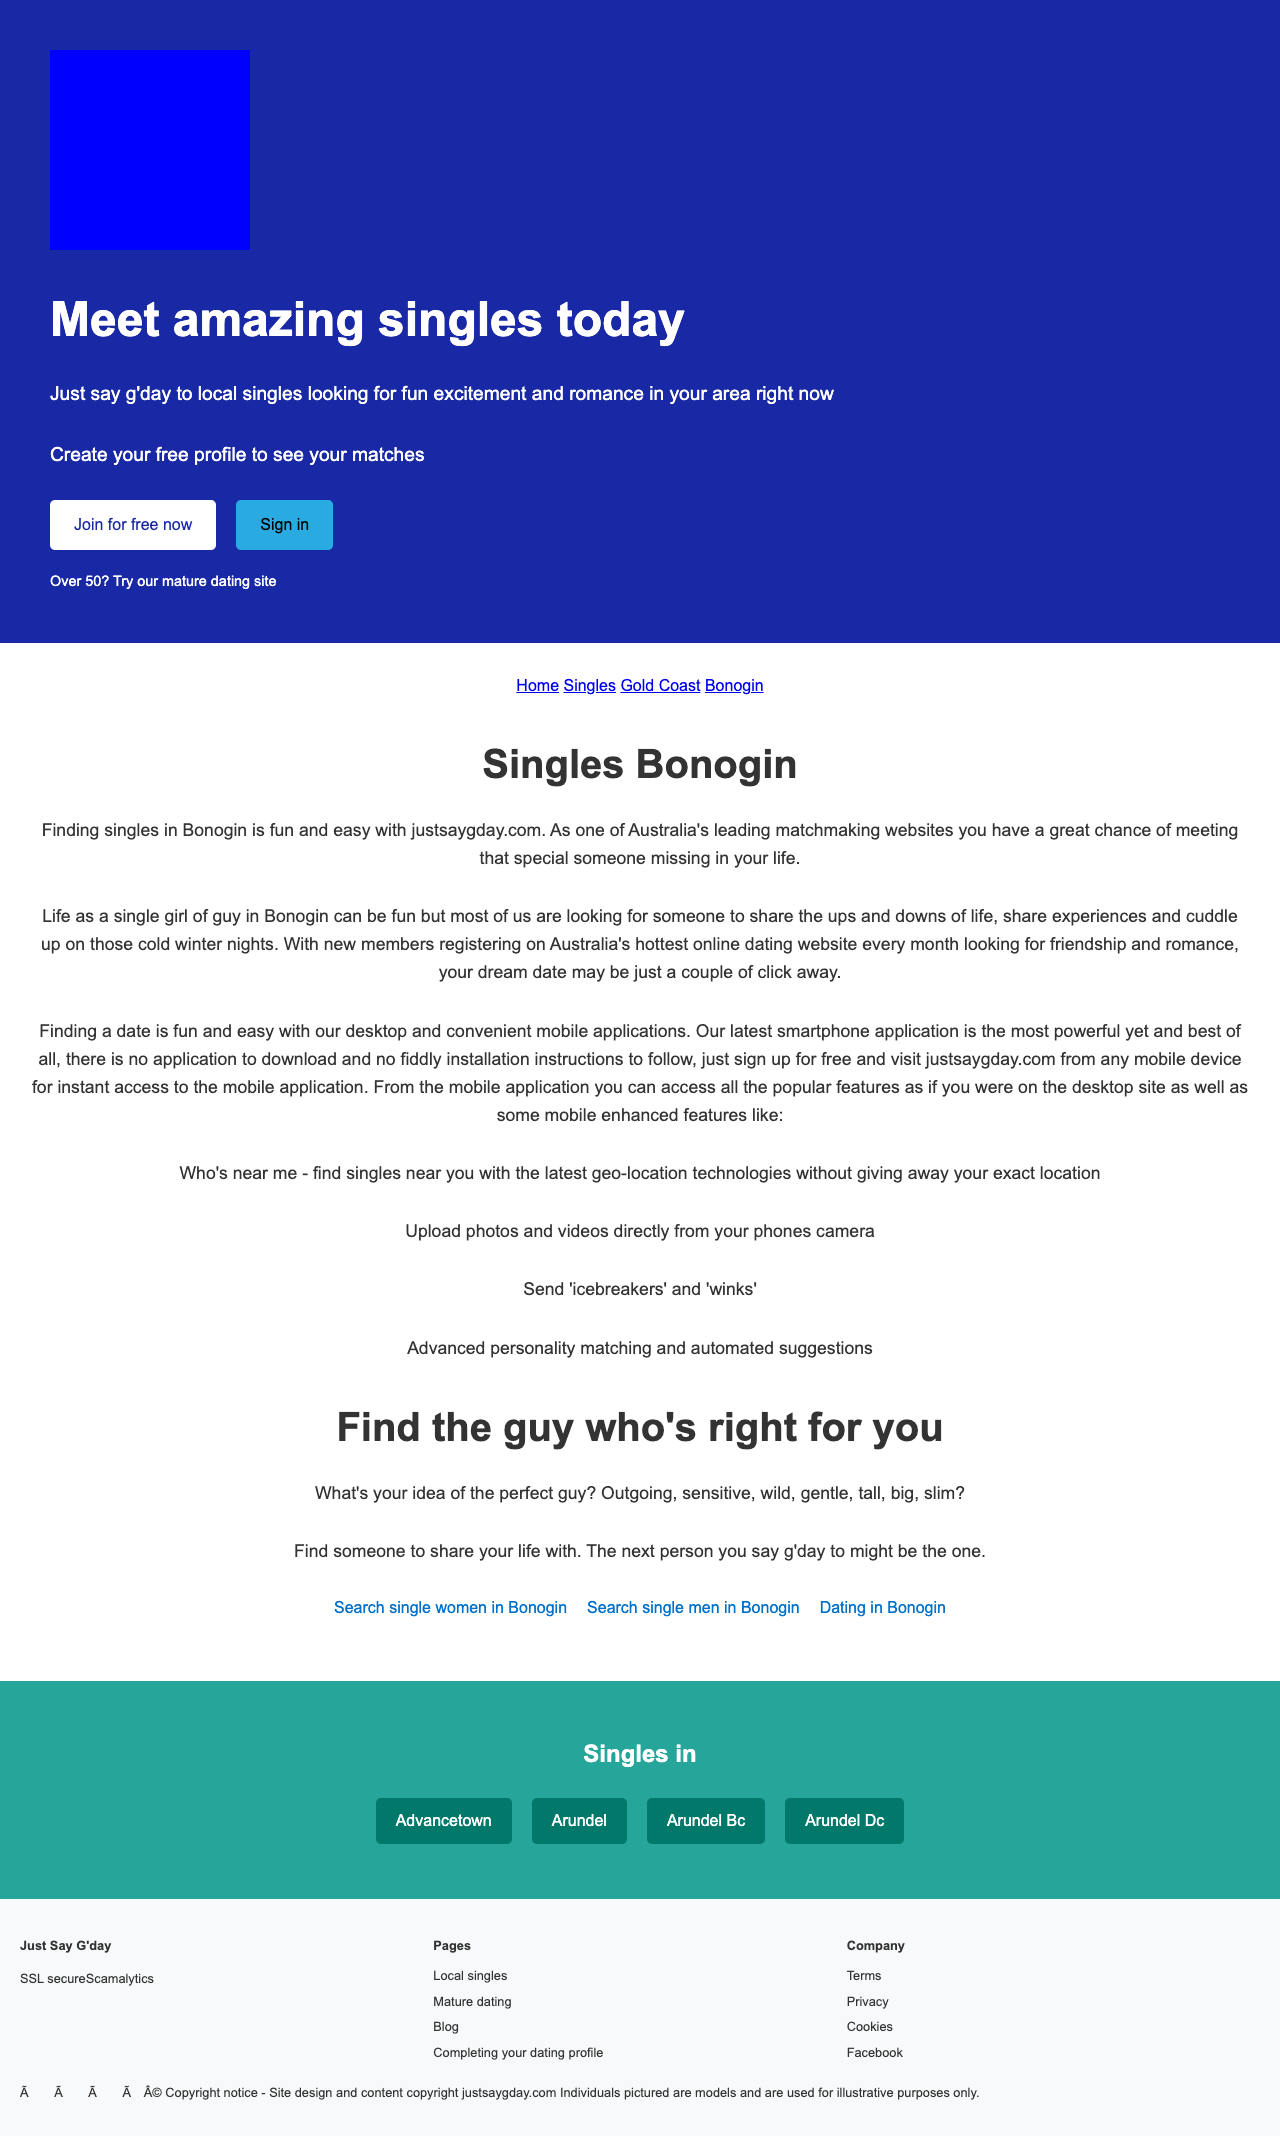 Meet amazing singles today
Just say g'day to local singles looking for fun excitement and romance in your area right now
Create your free profile to see your matches
Join for free now Sign in
Over 50? Try our mature dating site
Home Singles Gold Coast Bonogin
Singles Bonogin
Finding singles in Bonogin is fun and easy with justsaygday.com. As one of Australia's leading matchmaking websites you have a great chance of meeting
that special someone missing in your life.
Life as a single girl of guy in Bonogin can be fun but most of us are looking for someone to share the ups and downs of life, share experiences and cuddle
up on those cold winter nights. With new members registering on Australia's hottest online dating website every month looking for friendship and romance,
your dream date may be just a couple of click away.
Finding a date is fun and easy with our desktop and convenient mobile applications. Our latest smartphone application is the most powerful yet and best of
all, there is no application to download and no fiddly installation instructions to follow, just sign up for free and visit justsaygday.com from any mobile device
for instant access to the mobile application. From the mobile application you can access all the popular features as if you were on the desktop site as well as
some mobile enhanced features like:
Who's near me - find singles near you with the latest geo-location technologies without giving away your exact location
Upload photos and videos directly from your phones camera
Send 'icebreakers' and 'winks'
Advanced personality matching and automated suggestions
Find the guy who's right for you
What's your idea of the perfect guy? Outgoing, sensitive, wild, gentle, tall, big, slim?
Find someone to share your life with. The next person you say g'day to might be the one.
Search single women in Bonogin Search single men in Bonogin Dating in Bonogin
Singles in
Advancetown Arundel Arundel Bc Arundel Dc
Just Say G'day
SSL secureScamalytics
Pages
Local singles
Mature dating
Blog
Completing your dating profile
Company
Terms
Privacy
Cookies
Facebook
Ã Ã Ã Ã Â© Copyright notice - Site design and content copyright justsaygday.com Individuals pictured are models and are used for illustrative purposes only.